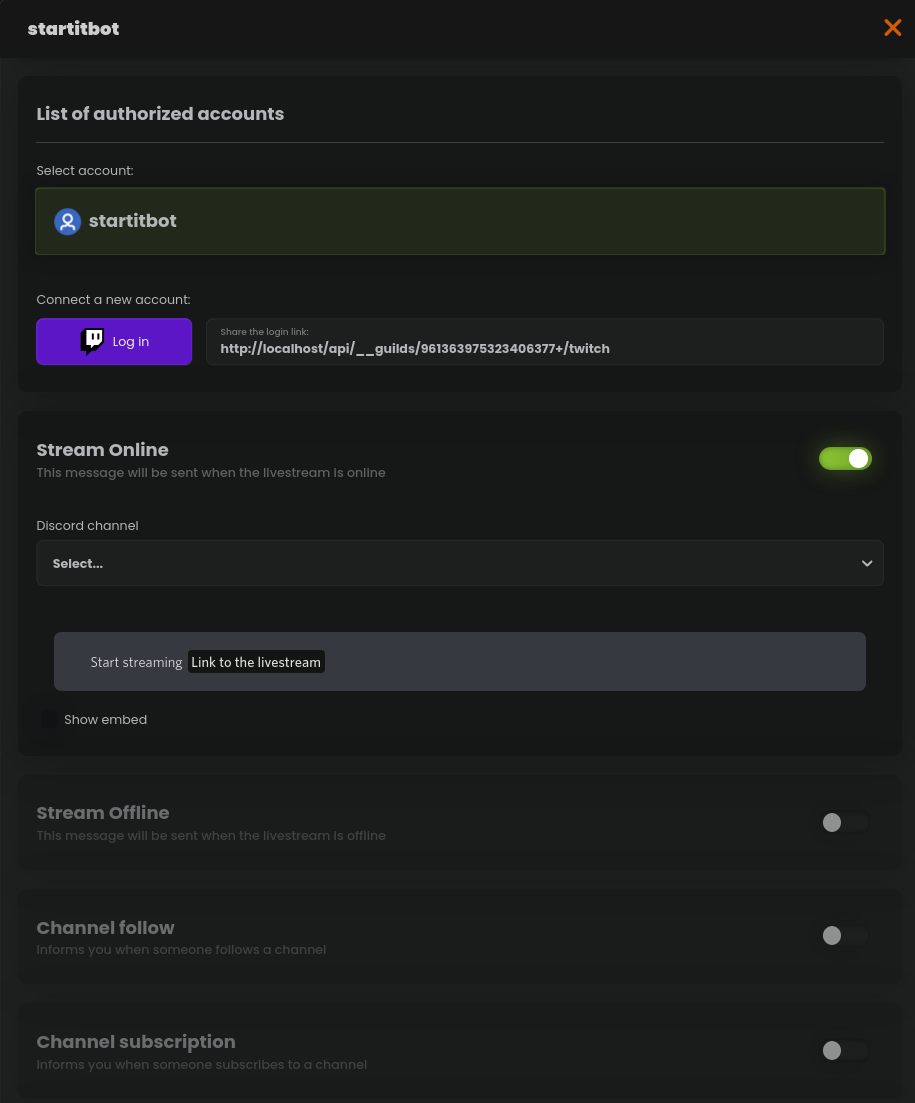 startitbot
List of authorized accounts
Select account:
startitbot
Connect a new account:
Log in
Share the login link:
http://localhost/api/__guilds/961363975323406377+/twitch
Stream Online
This message will be sent when the livestream is online
Discord channel
Select...
Start streaming Link to the livestream
Show embed
Stream Offline
This message will be sent when the livestream is offline
Channel follow
Informs you when someone follows a channel
Channel subscription
Informs you when someone subscribes to a channel